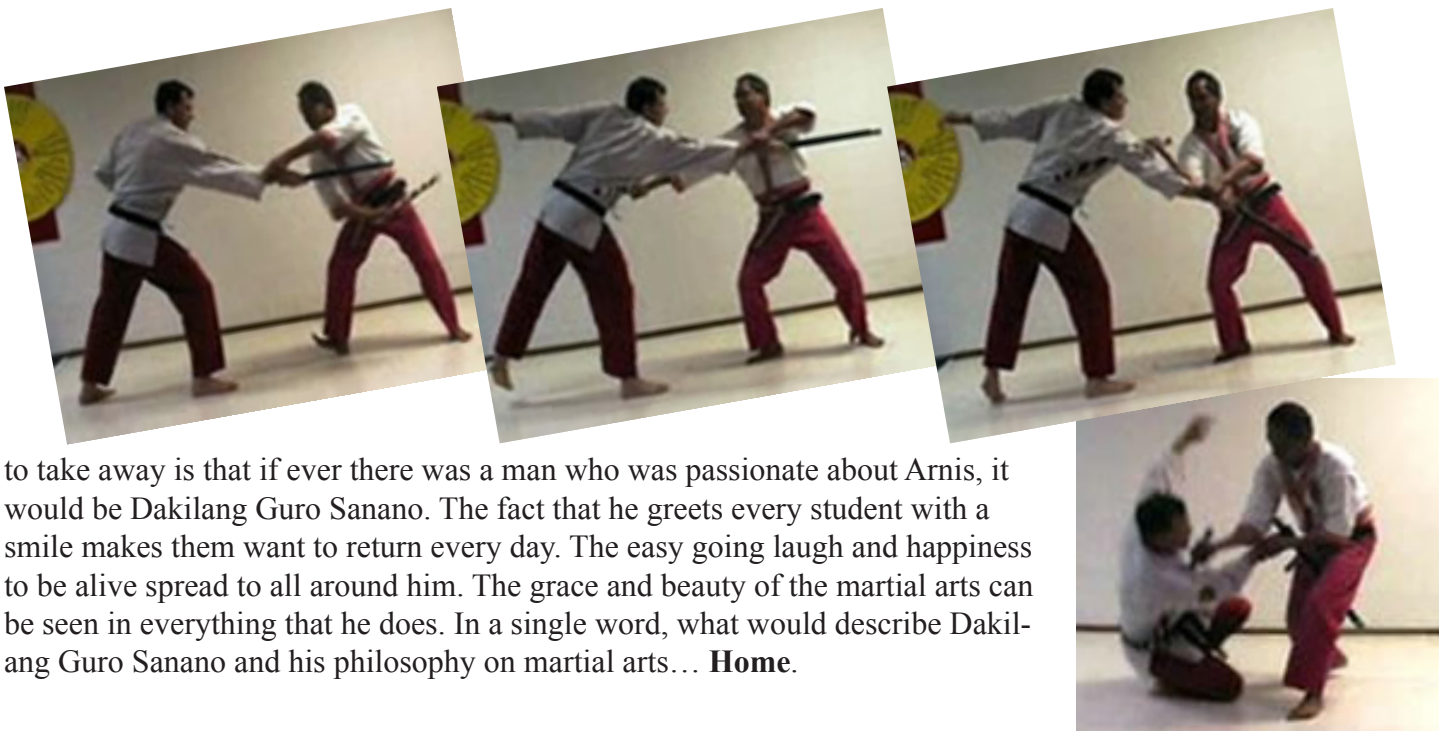 to take away is that if ever there was a man who was passionate about Arnis, it
would be Dakilang Guro Sanano. The fact that he greets every student with a
smile makes them want to return every day. The easy going laugh and happiness
to be alive spread to all around him. The grace and beauty of the martial arts can
be seen in everything that he does. In a single word, what would describe Dakil-
ang Guro Sanano and his philosophy on martial arts… Home.